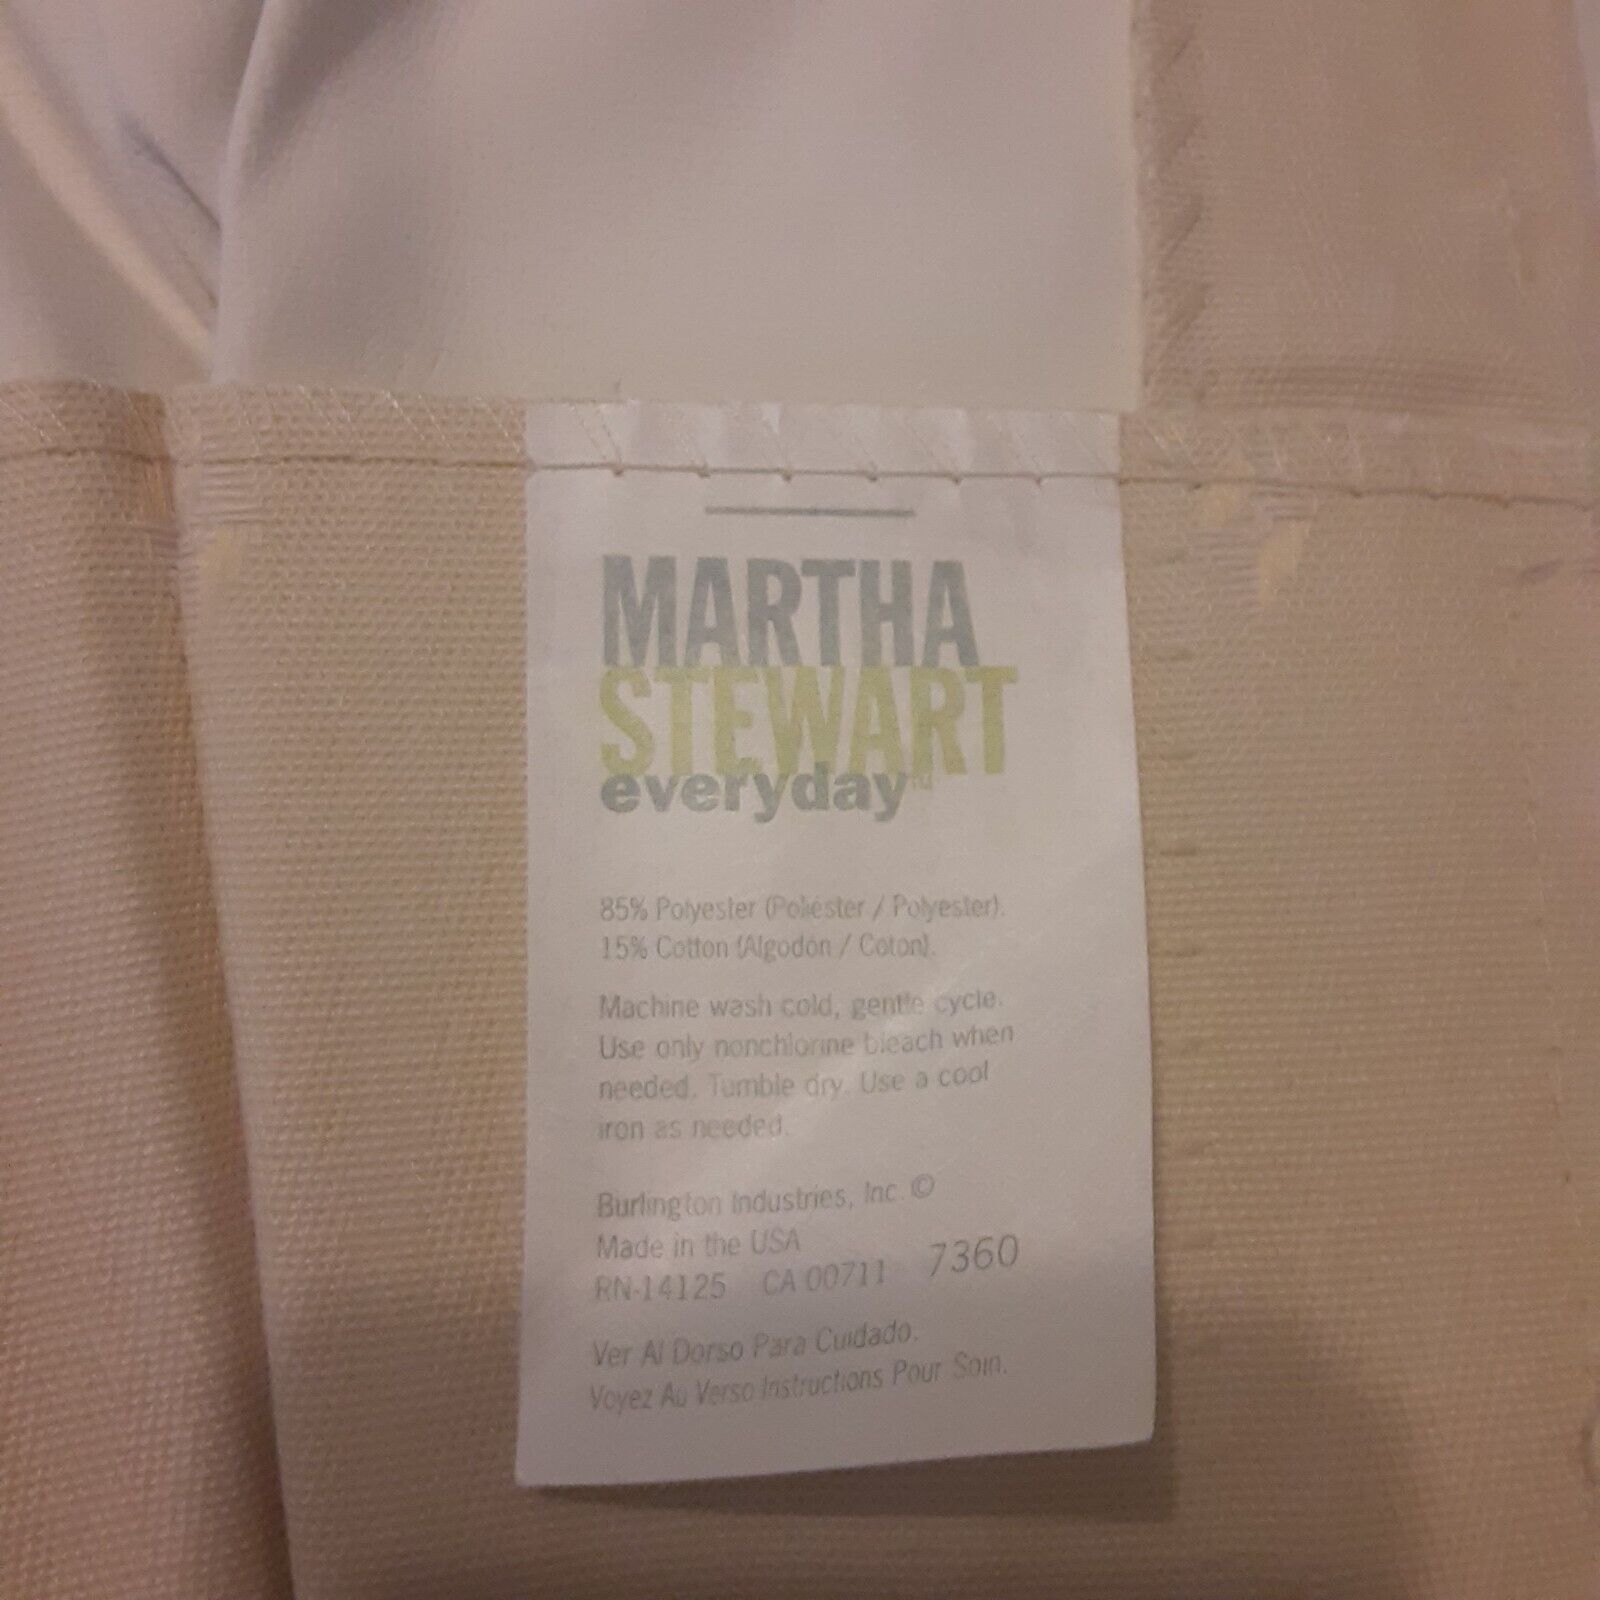 MARTHA
STEWART
everyday™
85% Polyester (Poliéster / Polyester).
15% Cotton (Algodón / Coton).
Machine wash cold, gentle cycle.
Use only nonchlorine bleach when
needed. Tumble dry. Use a cool
iron as needed.
Burlington Industries, Inc. ©
Made in the USA
RN-14125 CA 00711 7360
Ver Al Dorso Para Cuidado.
Voyez Au Verso Instructions Pour Soin.